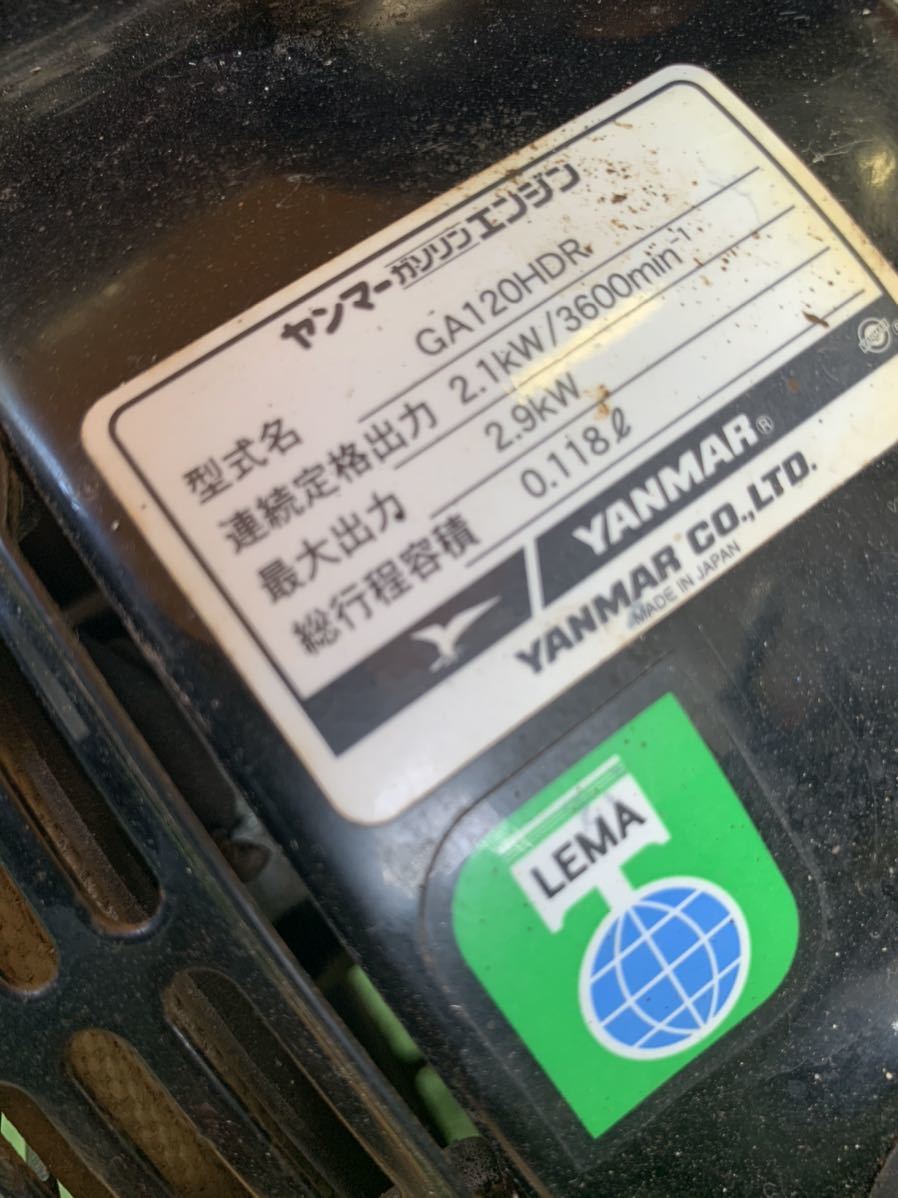 ヤンマーガソリンエンジン
型式名 GA120HDR
連続定格出力 2.1kW/3600min⁻¹
最大出力 2.9kW
総行程容積 0.118ℓ
YANMAR®
YANMAR CO.,LTD.
MADE IN JAPAN
LEMA